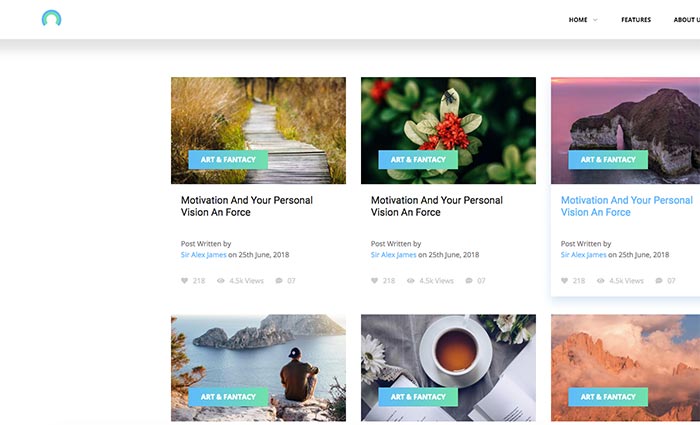 HOME
FEATURES
ABOUT U
ART & FANTACY
ART & FANTACY
ART & FANTACY
Motivation And Your Personal
Vision An Force
Post Written by
Sir Alex James on 25th June, 2018
218 4.5k Views 07
Motivation And Your Personal
Vision An Force
Post Written by
Sir Alex James on 25th June, 2018
218 4.5k Views 07
Motivation And Your Personal
Vision An Force
Post Written by
Sir Alex James on 25th June, 2018
218 4.5k Views 07
ART & FANTACY
ART & FANTACY
ART & FANTACY